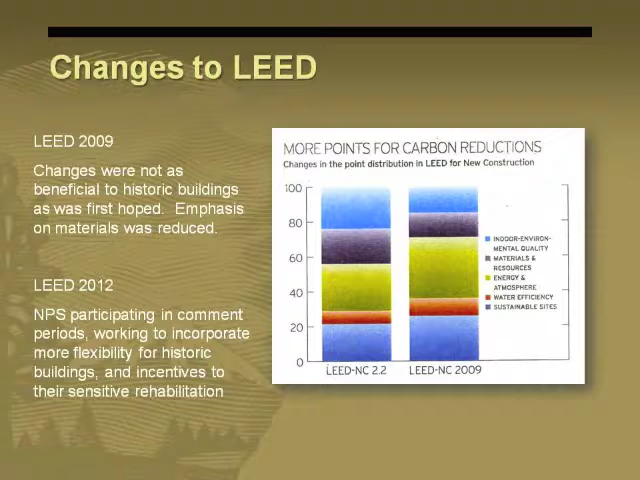 Changes to LEED
LEED 2009
Changes were not as
beneficial to historic buildings
as was first hoped.  Emphasis
on materials was reduced.
LEED 2012
NPS participating in comment
periods, working to incorporate
more flexibility for historic
buildings, and incentives to
their sensitive rehabilitation
MORE POINTS FOR CARBON REDUCTIONS
Changes in the point distribution in LEED for New Construction
100
80
60
40
20
0
LEED-NC 2.2
LEED-NC 2009
INDOOR-ENVIRON-
MENTAL QUALITY
MATERIALS &
RESOURCES
ENERGY &
ATMOSPHERE
WATER EFFICIENCY
SUSTAINABLE SITES